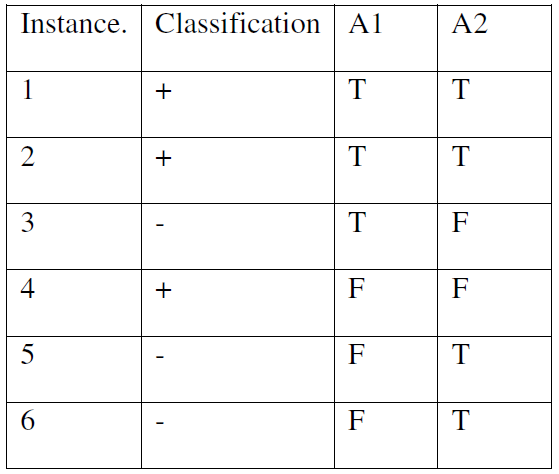 Instance. Classification A1 A2
1 + T T
2 + T T
3 - T F
4 + F F
5 - F T
6 - F T